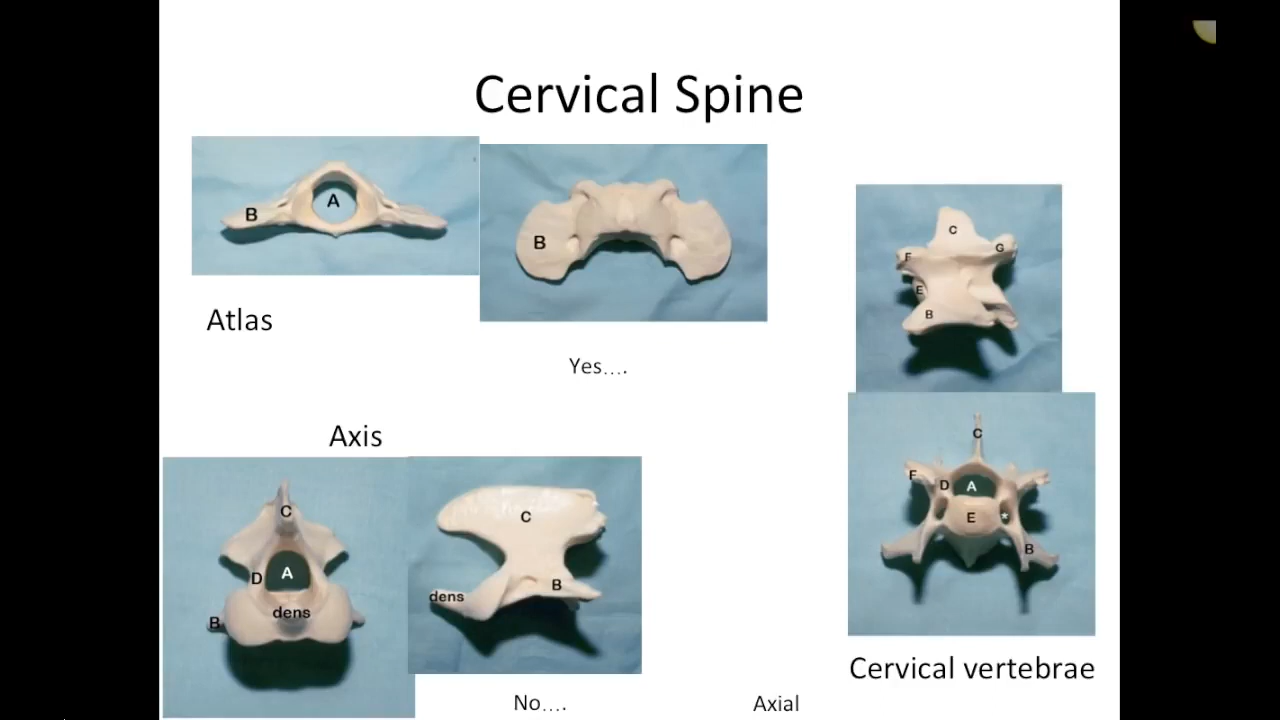 Cervical Spine
A
B
B
Atlas
Yes....
C
F
G
E
B
Axis
C
D
A
dens
B
C
B
dens
C
F
D
A
E
*
B
Cervical vertebrae
No....
Axial